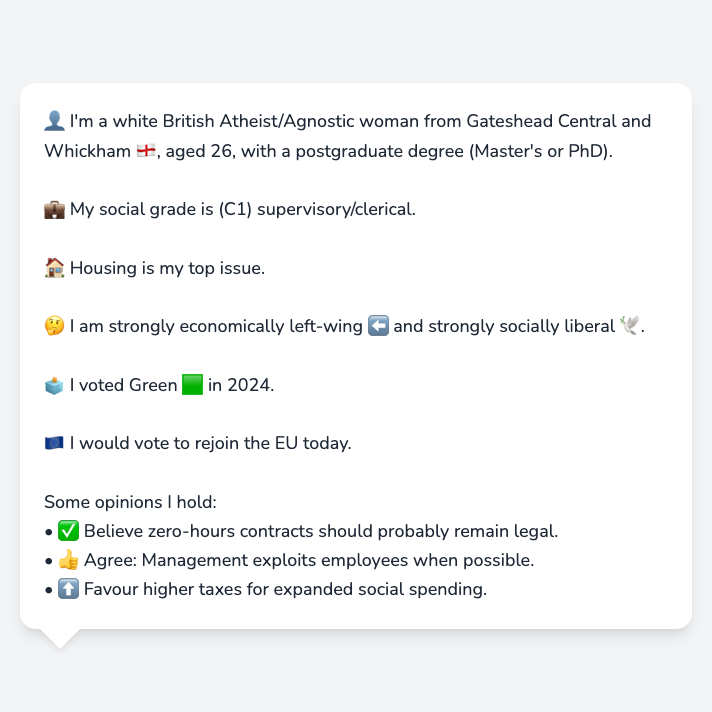 👤 I'm a white British Atheist/Agnostic woman from Gateshead Central and
Whickham 🏴󠁧󠁢󠁥󠁮󠁧󠁿, aged 26, with a postgraduate degree (Master's or PhD).
💼 My social grade is (C1) supervisory/clerical.
🏠 Housing is my top issue.
🤔 I am strongly economically left-wing ⬅️ and strongly socially liberal 🕊️.
🗳️ I voted Green 🟩 in 2024.
🇪🇺 I would vote to rejoin the EU today.
Some opinions I hold:
• ✅ Believe zero-hours contracts should probably remain legal.
• 👍 Agree: Management exploits employees when possible.
• ⬆️ Favour higher taxes for expanded social spending.